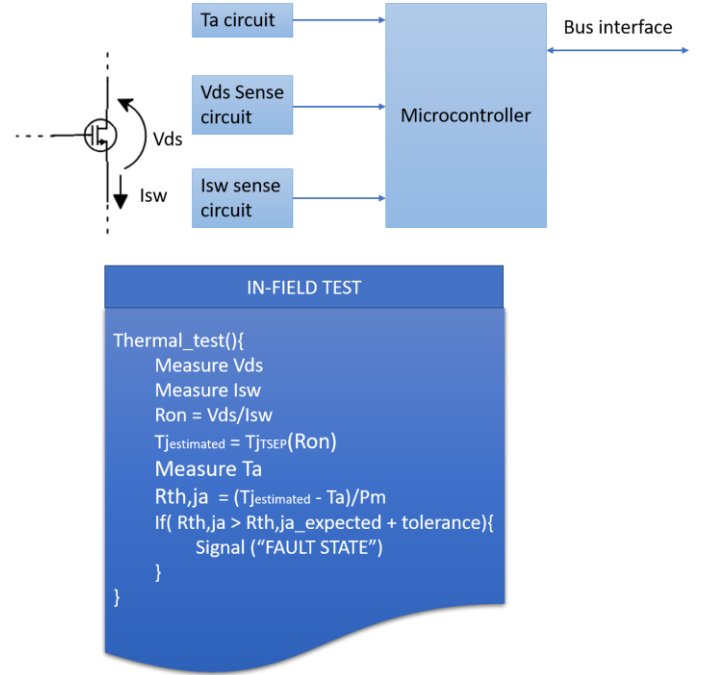 Ta circuit
Bus interface
Vds Sense
circuit
Microcontroller
Vds
Isw
Isw sense
circuit
IN-FIELD TEST
Thermal_test(){
Measure Vds
Measure Isw
Ron = Vds/Isw
Tjestimated = TjTSEP(Ron)
Measure Ta
Rth,ja = (Tjestimated - Ta)/Pm
If( Rth,ja > Rth,ja_expected + tolerance){
Signal (“FAULT STATE”)
}
}